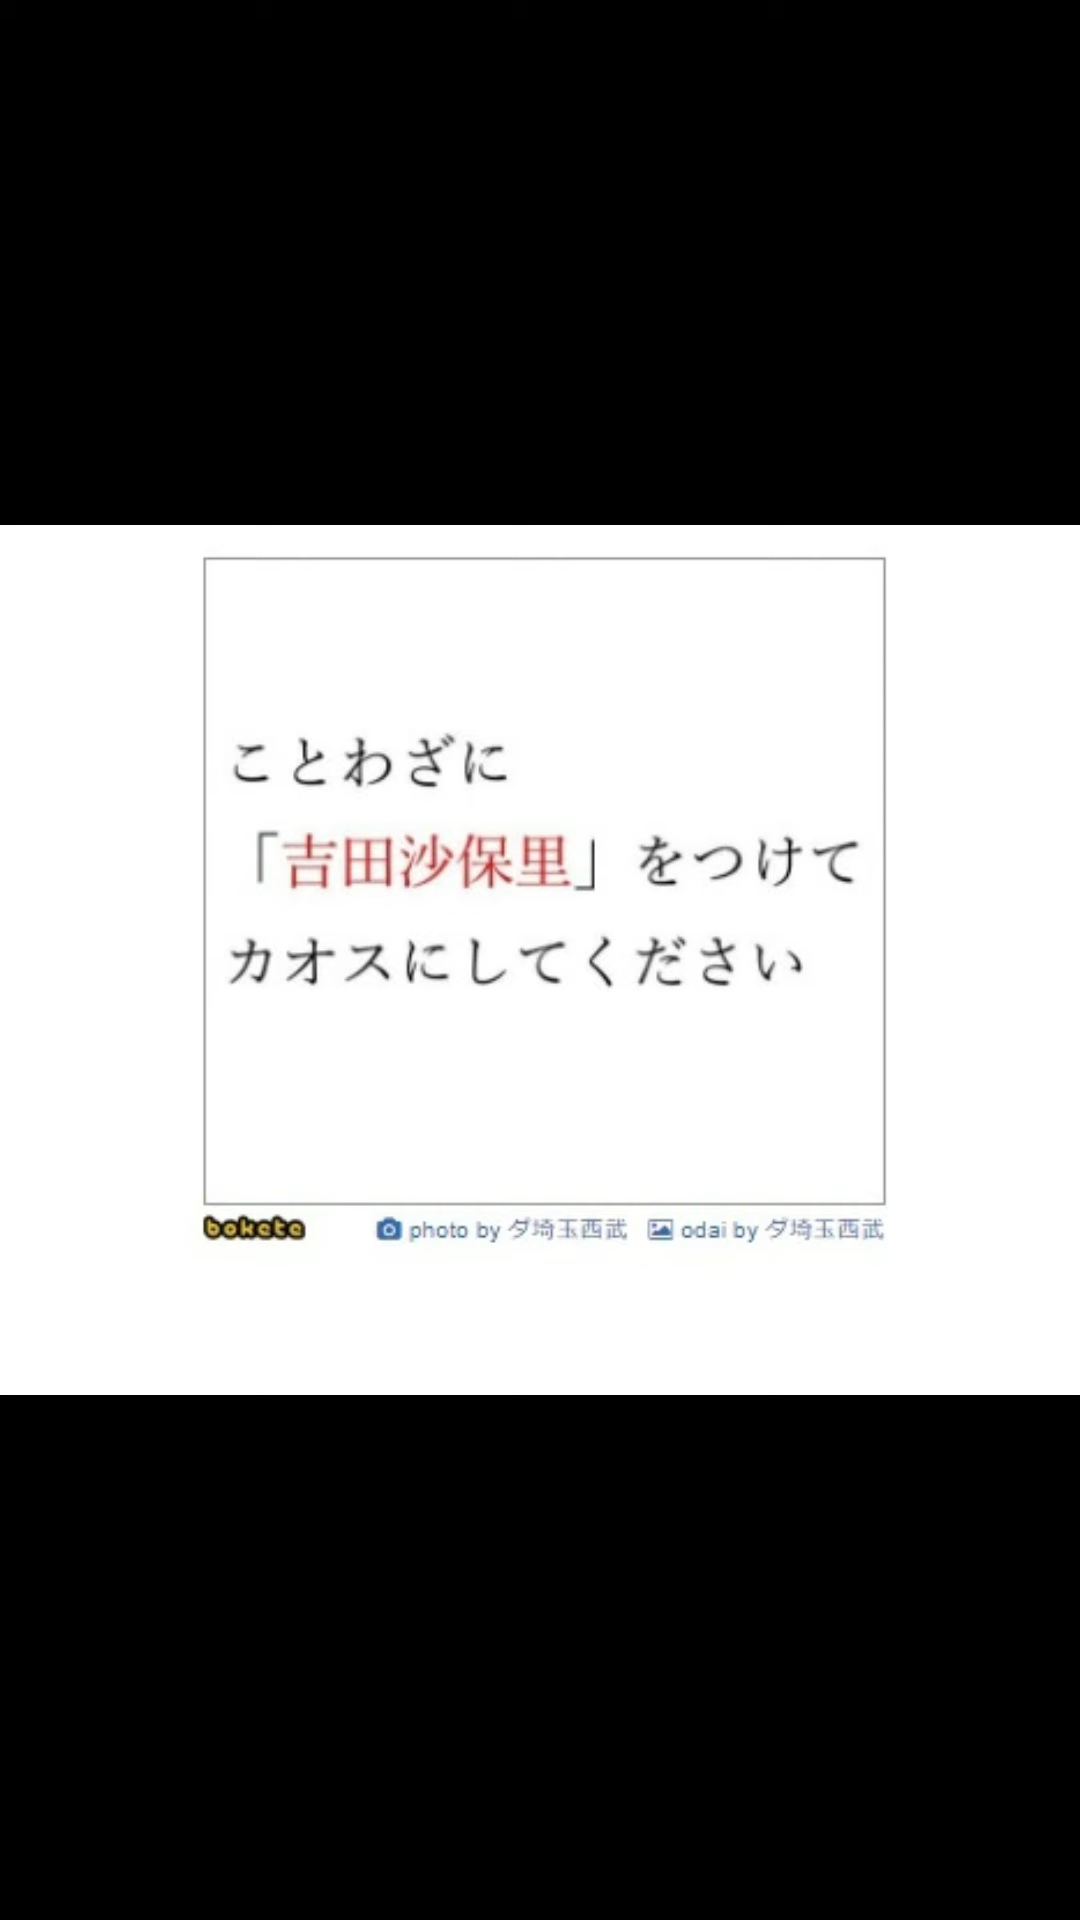 ことわざに
「吉田沙保里」をつけて
カオスにしてください
bokete photo by ダ埼玉西武 odai by ダ埼玉西武